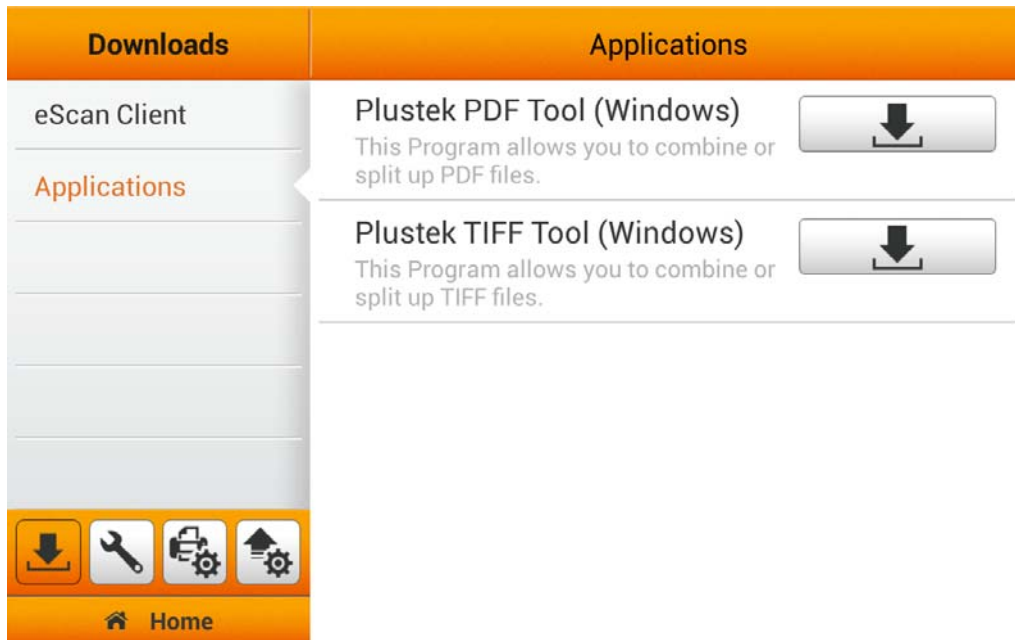 Downloads
Applications
eScan Client
Applications
Plustek PDF Tool (Windows)
This Program allows you to combine or
split up PDF files.
Plustek TIFF Tool (Windows)
This Program allows you to combine or
split up TIFF files.
Home